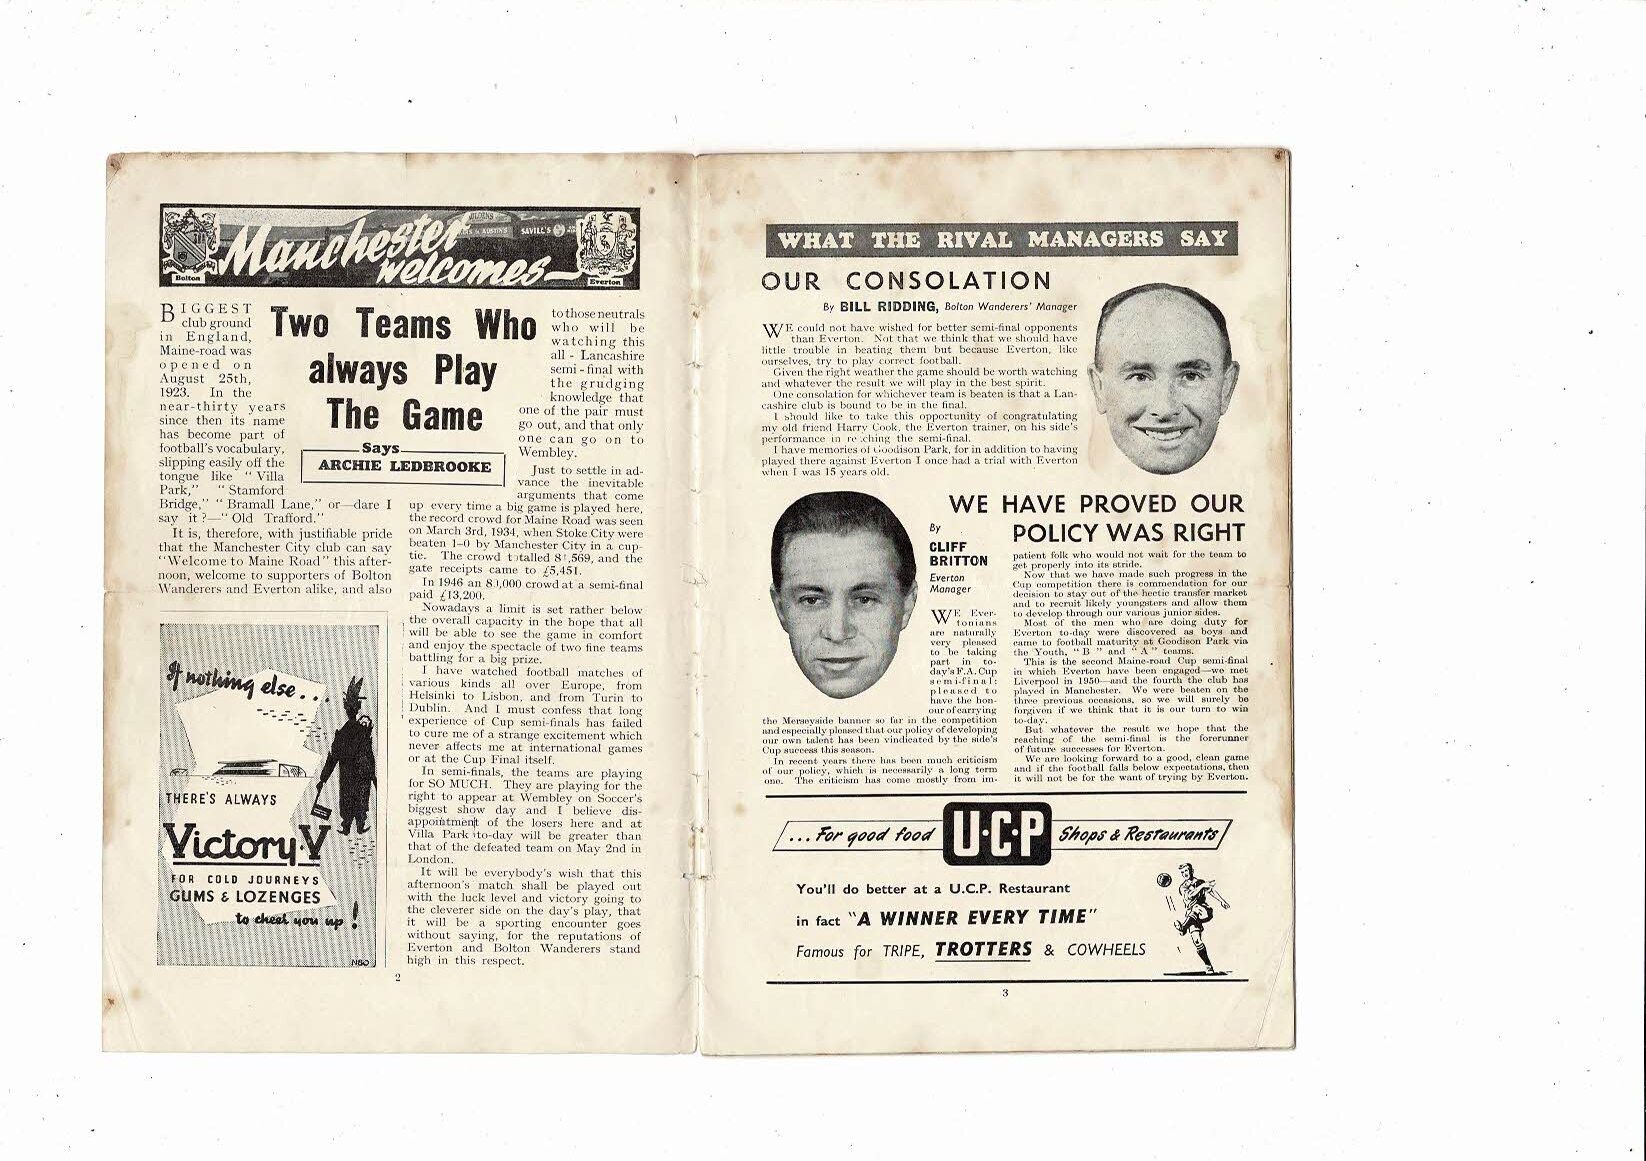 Manchester
welcomes
Bolton
Everton
SAVILL'S
Two Teams Who
always Play
The Game
Says
ARCHIE LEDBROOKE
BIGGEST
club ground
in England,
Maine-road was
opened on
August 25th,
1923. In the
near-thirty years
since then its name
has become part of
football's vocabulary,
slipping easily off the
tongue like "Villa
Park," "Stamford
Bridge," "Bramall Lane," or—dare I
say it?—"Old Trafford."
It is, therefore, with justifiable pride
that the Manchester City club can say
"Welcome to Maine Road" this after-
noon, welcome to supporters of Bolton
Wanderers and Everton alike, and also
to those neutrals
who will be
watching this
all - Lancashire
semi-final with
the grudging
knowledge that
one of the pair must
go out, and that only
one can go on to
Wembley.
Just to settle in ad-
vance the inevitable
arguments that come
up every time a big game is played here,
the record crowd for Maine Road was seen
on March 3rd, 1934, when Stoke City were
beaten 1-0 by Manchester City in a cup-
tie. The crowd totalled ,569, and the
gate receipts came to £5,451.
In 1946 an crowd at a semi-final
paid £13,200.
Nowadays a limit is set rather below
the overall capacity in the hope that all
will be able to see the game in comfort
and enjoy the spectacle of two fine teams
battling for a big prize.
I have watched football matches of
various kinds all over Europe, from
Helsinki to Lisbon, and from Turin to
Dublin. And I must confess that long
experience of Cup semi-finals has failed
to cure me of a strange excitement which
never affects me at international games
or at the Cup Final itself.
In semi-finals, the teams are playing
for SO MUCH. They are playing for the
right to appear at Wembley on Soccer's
biggest show day and I believe dis-
appointment of the losers here and at
Villa Park to-day will be greater than
that of the defeated team on May 2nd in
London.
It will be everybody's wish that this
afternoon's match shall be played out
with the luck level and victory going to
the cleverer side on the day's play, that
it will be a sporting encounter goes
without saying, for the reputations of
Everton and Bolton Wanderers stand
high in this respect.
If nothing else...
THERE'S ALWAYS
Victory-V
FOR COLD JOURNEYS
GUMS & LOZENGES
to cheer you up!
NBO
2
WHAT THE RIVAL MANAGERS SAY
OUR CONSOLATION
By BILL RIDDING, Bolton Wanderers' Manager
WE could not have wished for better semi-final opponents
than Everton. Not that we think that we should have
little trouble in beating them but because Everton, like
ourselves, try to play correct football.
Given the right weather the game should be worth watching
and whatever the result we will play in the best spirit.
One consolation for whichever team is beaten is that a Lan-
cashire club is bound to be in the final.
I should like to take this opportunity of congratulating
my old friend Harry Cook, the Everton trainer, on his side's
performance in reaching the semi-final.
I have memories of Goodison Park, for in addition to having
played there against Everton I once had a trial with Everton
when I was 15 years old.
WE HAVE PROVED OUR
POLICY WAS RIGHT
By
CLIFF
BRITTON
Everton
Manager
WE Ever-
tonians
are naturally
very pleased
to be taking
part in to-
day's F.A. Cup
semi-final:
pleased to
have the hon-
our of carrying
the Merseyside banner so far in the competition
and especially pleased that our policy of developing
our own talent has been vindicated by the side's
Cup success this season.
In recent years there has been much criticism
of our policy, which is necessarily a long term
one. The criticism has come mostly from im-
patient folk who would not wait for the team to
get properly into its stride.
Now that we have made such progress in the
Cup competition there is commendation for our
decision to stay out of the hectic transfer market
and to recruit likely youngsters and allow them
to develop through our various junior sides.
Most of the men who are doing duty for
Everton to-day were discovered as boys and
came to football maturity at Goodison Park via
the Youth, "B" and "A" teams.
This is the second Maine-road Cup semi-final
in which Everton have been engaged—we met
Liverpool in 1950—and the fourth the club has
played in Manchester. We were beaten on the
three previous occasions, so we will surely be
forgiven if we think that it is our turn to win
to-day.
But whatever the result we hope that the
reaching of the semi-final is the forerunner
of future successes for Everton.
We are looking forward to a good, clean game
and if the football falls below expectations, then
it will not be for the want of trying by Everton.
...For good food U·C·P Shops & Restaurants
You'll do better at a U.C.P. Restaurant
in fact "A WINNER EVERY TIME"
Famous for TRIPE, TROTTERS & COWHEELS
3